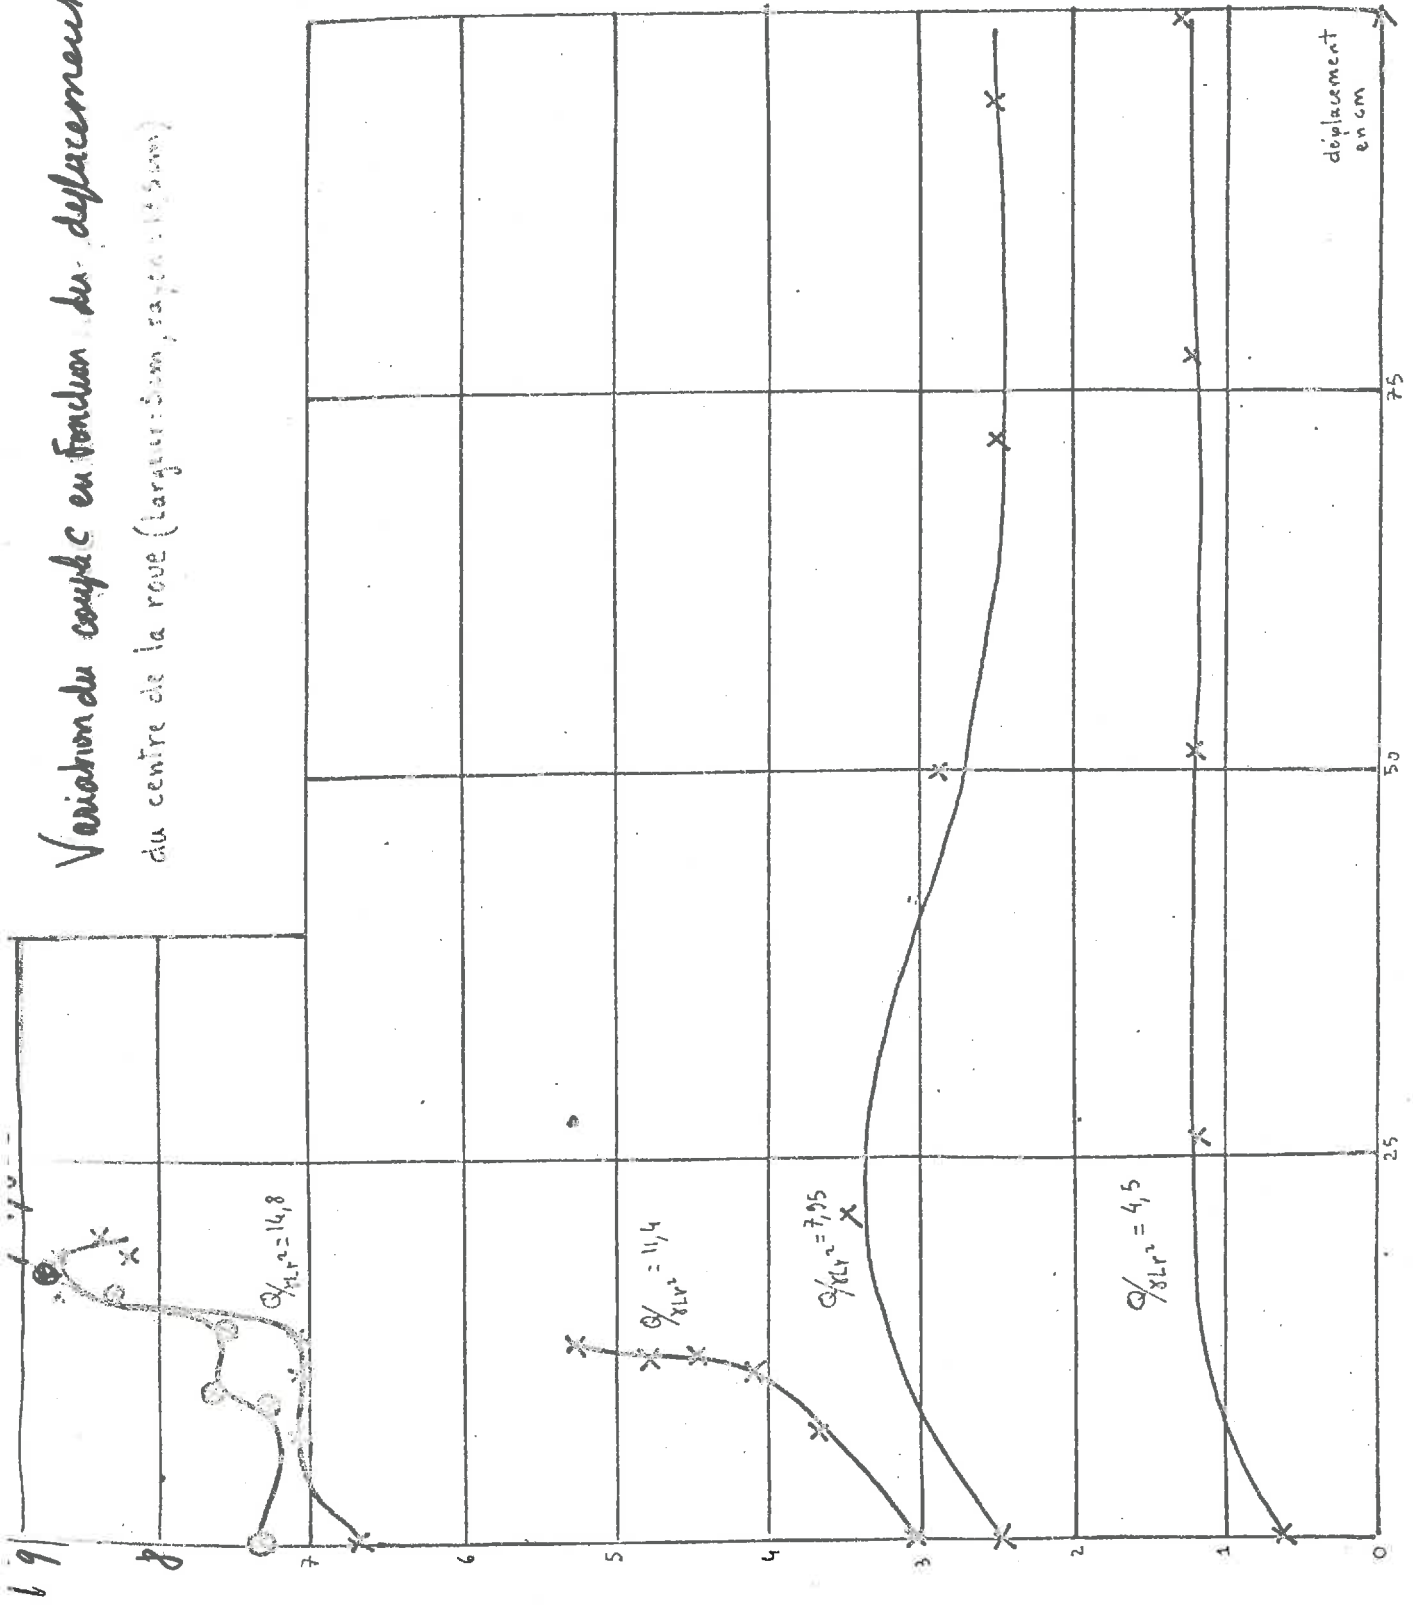 Variation du couple C en fonction du déplacement
du centre de la roue (Largeur: 5cm,
9
8
7
6
5
4
3
2
1
0
Q/γLr² = 14,8
Q/γLr² = 11,4
Q/γLr² = 7,95
Q/γLr² = 4,5
25
50
75
déplacement
en cm